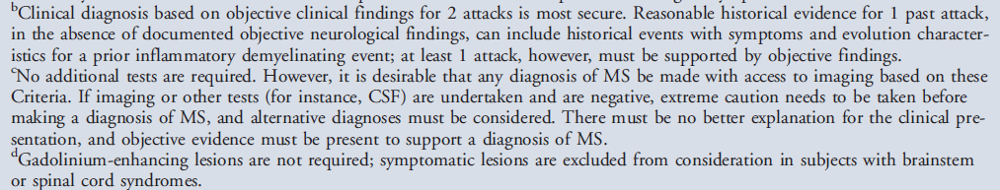 bClinical diagnosis based on objective clinical findings for 2 attacks is most secure. Reasonable historical evidence for 1 past attack,
in the absence of documented objective neurological findings, can include historical events with symptoms and evolution character-
istics for a prior inflammatory demyelinating event; at least 1 attack, however, must be supported by objective findings.
cNo additional tests are required. However, it is desirable that any diagnosis of MS be made with access to imaging based on these
Criteria. If imaging or other tests (for instance, CSF) are undertaken and are negative, extreme caution needs to be taken before
making a diagnosis of MS, and alternative diagnoses must be considered. There must be no better explanation for the clinical pre-
sentation, and objective evidence must be present to support a diagnosis of MS.
dGadolinium-enhancing lesions are not required; symptomatic lesions are excluded from consideration in subjects with brainstem
or spinal cord syndromes.